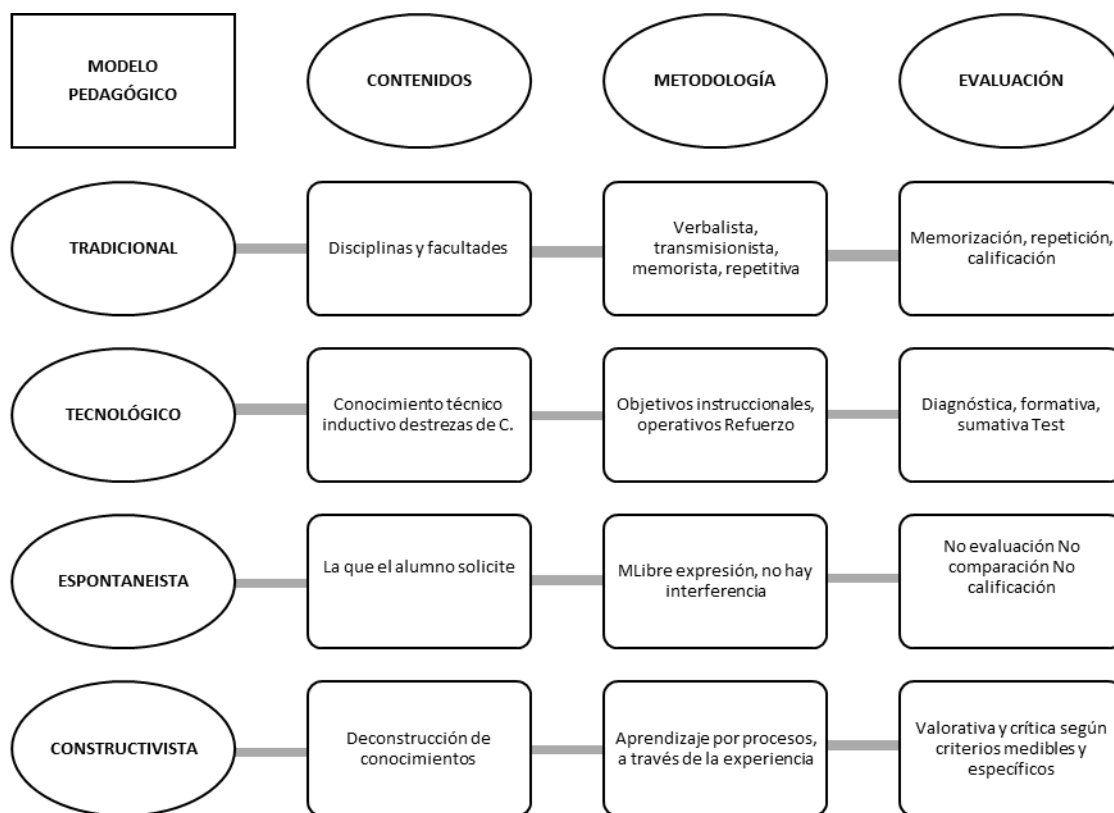 MODELO
PEDAGÓGICO
CONTENIDOS
METODOLOGÍA
EVALUACIÓN
TRADICIONAL
Disciplinas y facultades
Verbalista,
transmisionista,
memorista, repetitiva
Memorización, repetición,
calificación
TECNOLÓGICO
Conocimiento técnico
inductivo destrezas de C.
Objetivos instruccionales,
operativos Refuerzo
Diagnóstica, formativa,
sumativa Test
ESPONTANEISTA
La que el alumno solicite
MLibre expresión, no hay
interferencia
No evaluación No
comparación No
calificación
CONSTRUCTIVISTA
Deconstrucción de
conocimientos
Aprendizaje por procesos,
a través de la experiencia
Valorativa y crítica según
criterios medibles y
específicos